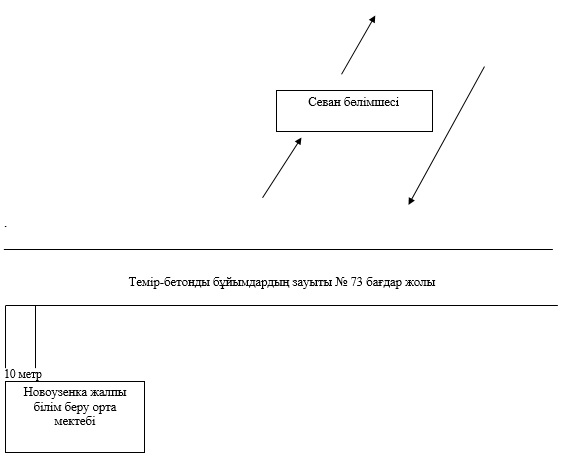 Севан бөлімшесі
.
Темір-бетонды бұйымдардың зауыты № 73 бағдар жолы
10 метр
Новоузенка жалпы
білім беру орта
мектебі